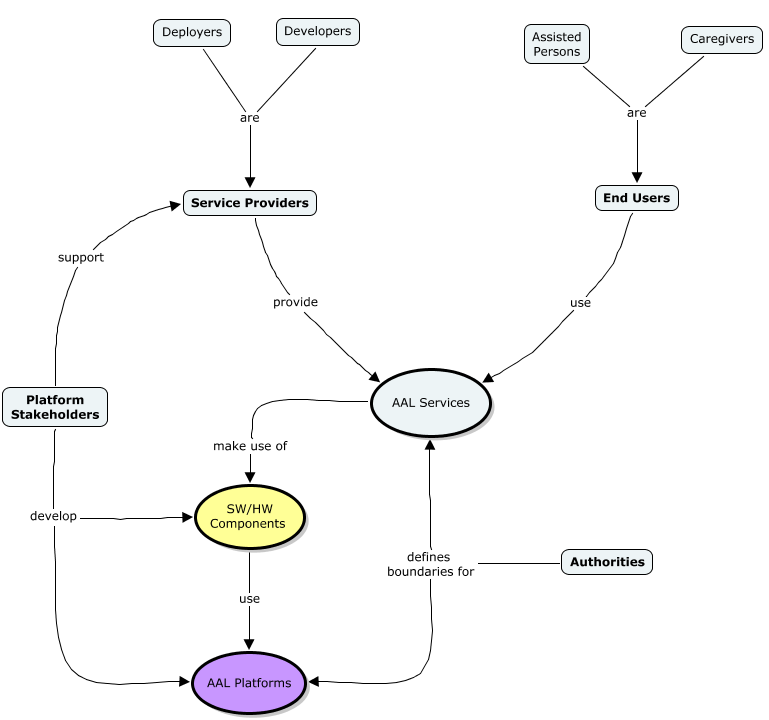 Deployers
Developers
Assisted
Persons
Caregivers
are
are
Service Providers
End Users
support
provide
use
Platform
Stakeholders
AAL Services
make use of
SW/HW
Components
develop
defines
boundaries for
Authorities
use
AAL Platforms